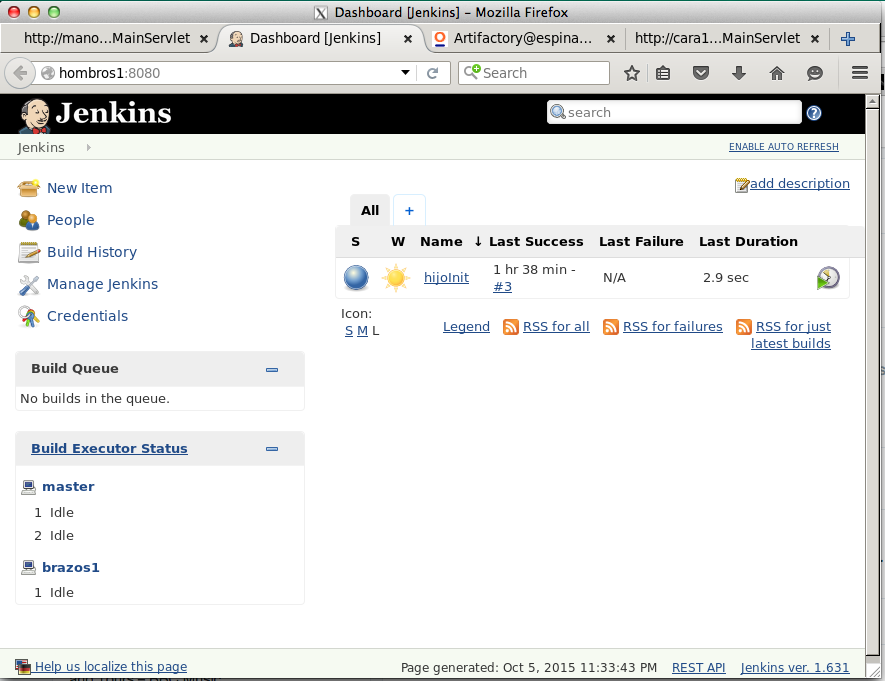 Dashboard [Jenkins] – Mozilla Firefox
http://mano...MainServlet
Dashboard [Jenkins]
Artifactory@espina...
http://cara1...MainServlet
hombros1:8080
Search
Jenkins
search
Jenkins
ENABLE AUTO REFRESH
New Item
People
Build History
Manage Jenkins
Credentials
Build Queue
No builds in the queue.
Build Executor Status
master
1 Idle
2 Idle
brazos1
1 Idle
add description
All +
S W Name ↓ Last Success Last Failure Last Duration
hijoInit 1 hr 38 min - #3 N/A 2.9 sec
Icon:
S M L
Legend RSS for all RSS for failures RSS for just
latest builds
Help us localize this page
Page generated: Oct 5, 2015 11:33:43 PM REST API Jenkins ver. 1.631